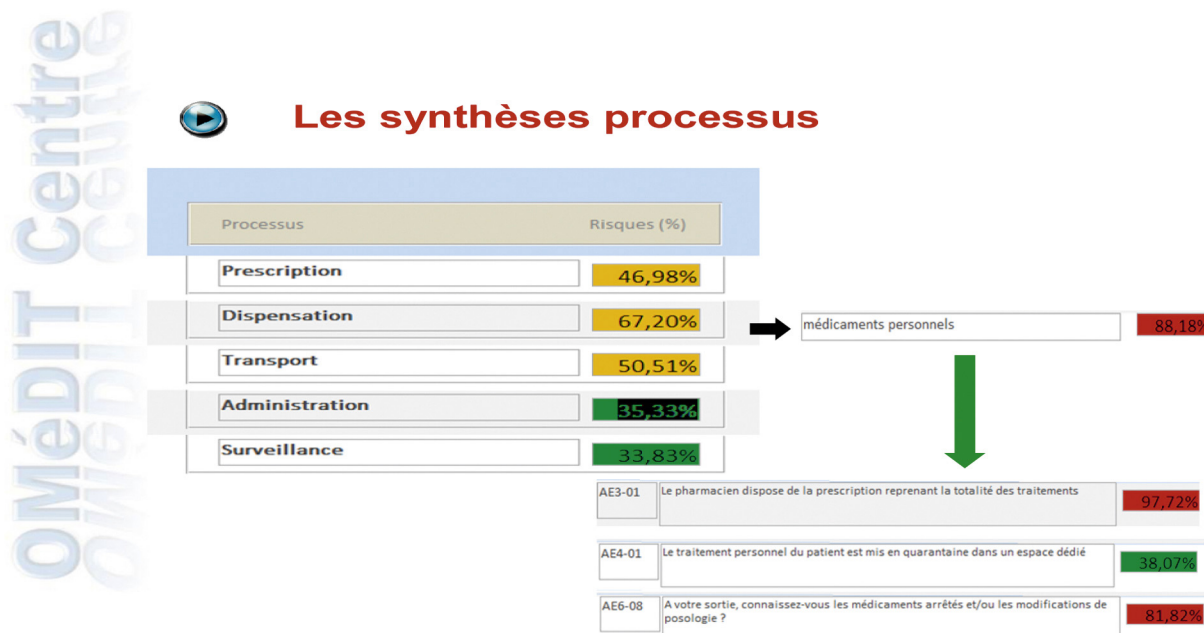 OMéDIT Centre
Les synthèses processus
Processus Risques (%)
Prescription 46,98%
Dispensation 67,20%
médicaments personnels 88,18%
Transport 50,51%
Administration 35,33%
Surveillance 33,83%
AE3-01 Le pharmacien dispose de la prescription reprenant la totalité des traitements 97,72%
AE4-01 Le traitement personnel du patient est mis en quarantaine dans un espace dédié 38,07%
AE6-08 A votre sortie, connaissez-vous les médicaments arrêtés et/ou les modifications de
posologie ? 81,82%